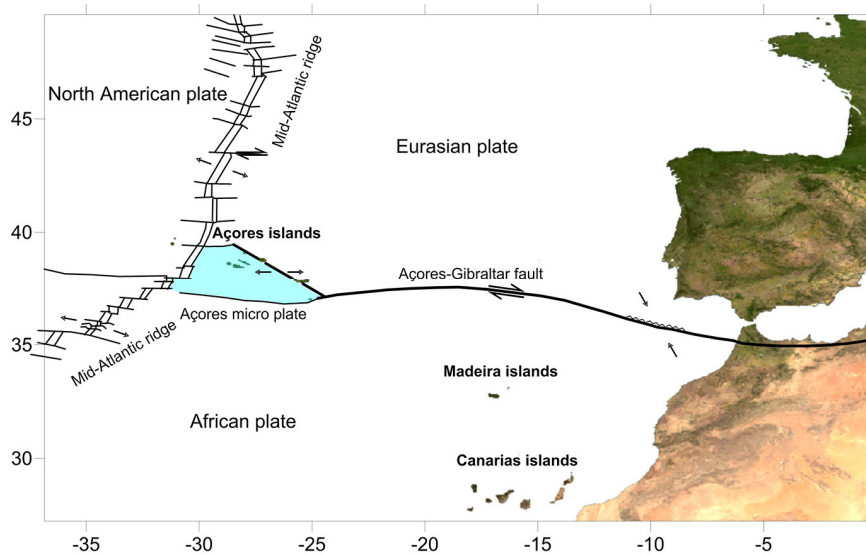 North American plate
Mid-Atlantic ridge
45
Eurasian plate
Açores islands
40
Açores-Gibraltar fault
Açores micro plate
Mid-Atlantic ridge
35
Madeira islands
African plate
Canarias islands
30
-35
-30
-25
-20
-15
-10
-5